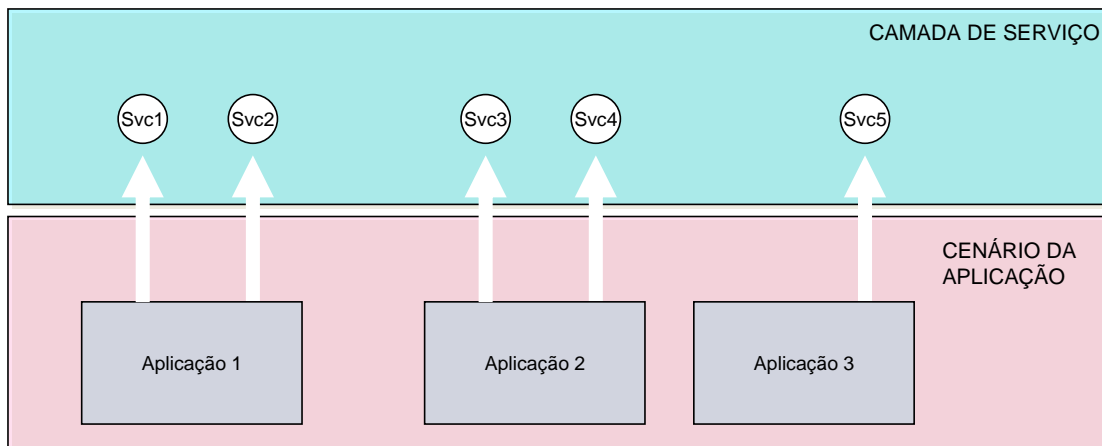 CAMADA DE SERVIÇO
Svc1
Svc2
Svc3
Svc4
Svc5
CENÁRIO DA
APLICAÇÃO
Aplicação 1
Aplicação 2
Aplicação 3